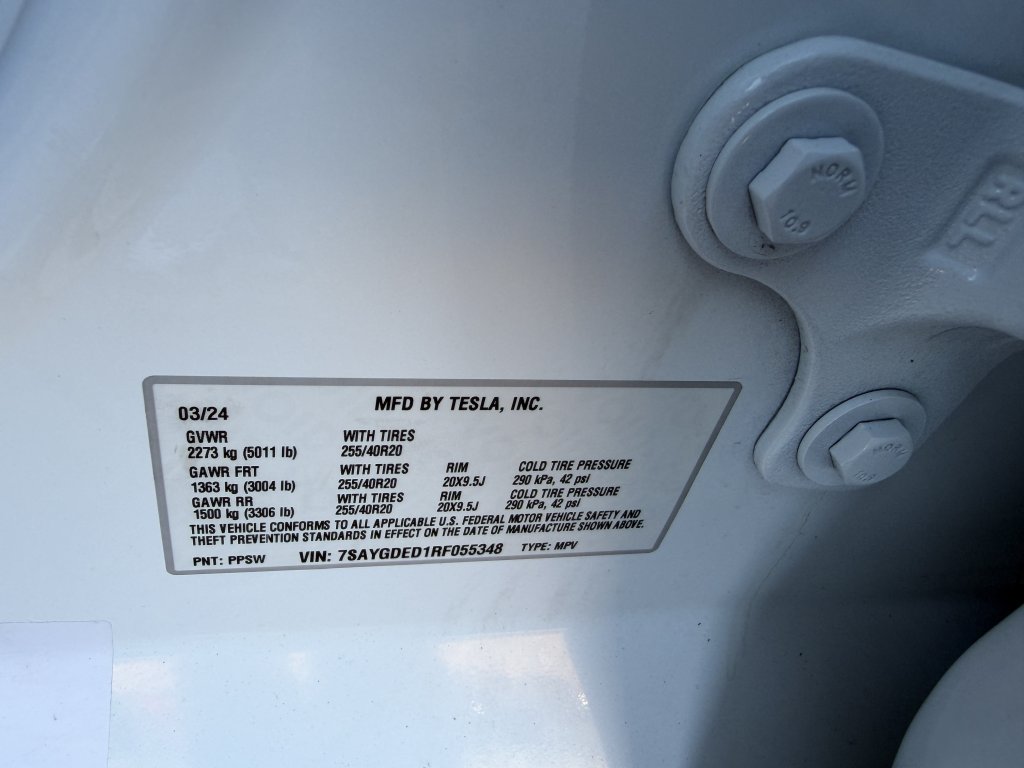 NORV
10.9
RLL
10.9
03/24 MFD BY TESLA, INC.
GVWR WITH TIRES
2273 kg (5011 lb) 255/40R20
GAWR FRT WITH TIRES RIM COLD TIRE PRESSURE
1363 kg (3004 lb) 255/40R20 20X9.5J 290 kPa, 42 psi
GAWR RR WITH TIRES RIM COLD TIRE PRESSURE
1500 kg (3306 lb) 255/40R20 20X9.5J 290 kPa, 42 psi
THIS VEHICLE CONFORMS TO ALL APPLICABLE U.S. FEDERAL MOTOR VEHICLE SAFETY AND
THEFT PREVENTION STANDARDS IN EFFECT ON THE DATE OF MANUFACTURE SHOWN ABOVE.
PNT: PPSW VIN: 7SAYGDED1RF055348 TYPE: MPV